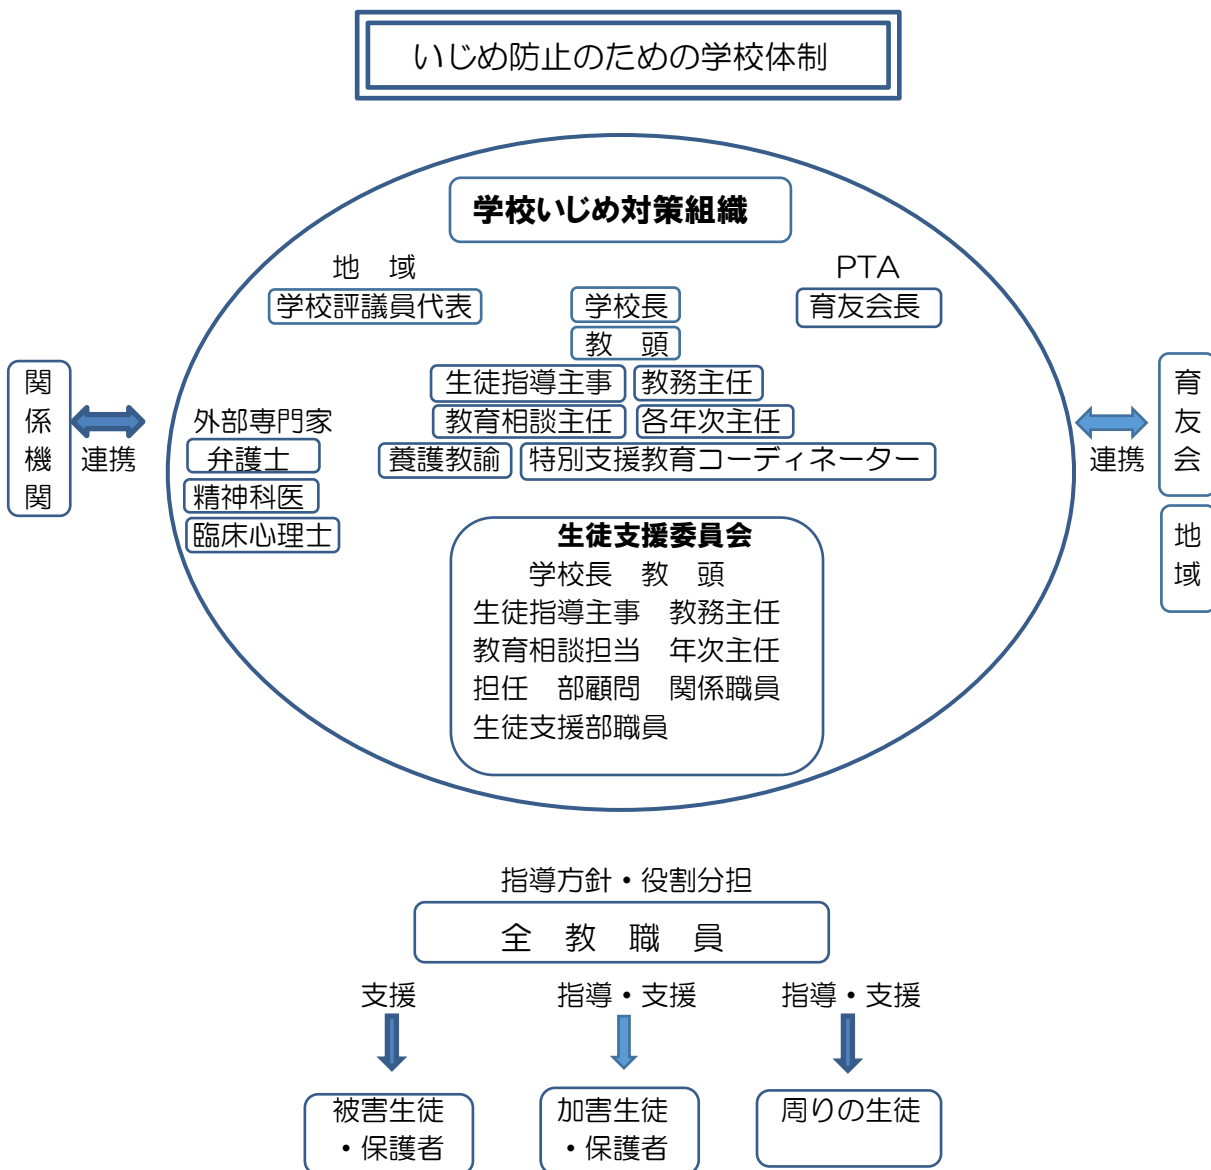 いじめ防止のための学校体制
学校いじめ対策組織
地　域
学校評議員代表
PTA
育友会長
学校長
教　頭
生徒指導主事
教務主任
教育相談主任
各年次主任
養護教諭
特別支援教育コーディネーター
外部専門家
弁護士
精神科医
臨床心理士
関係機関
連携
連携
育友会
地域
生徒支援委員会
学校長　教　頭
生徒指導主事　教務主任
教育相談担当　年次主任
担任　部顧問　関係職員
生徒支援部職員
指導方針・役割分担
全　教　職　員
支援
指導・支援
指導・支援
被害生徒
・保護者
加害生徒
・保護者
周りの生徒